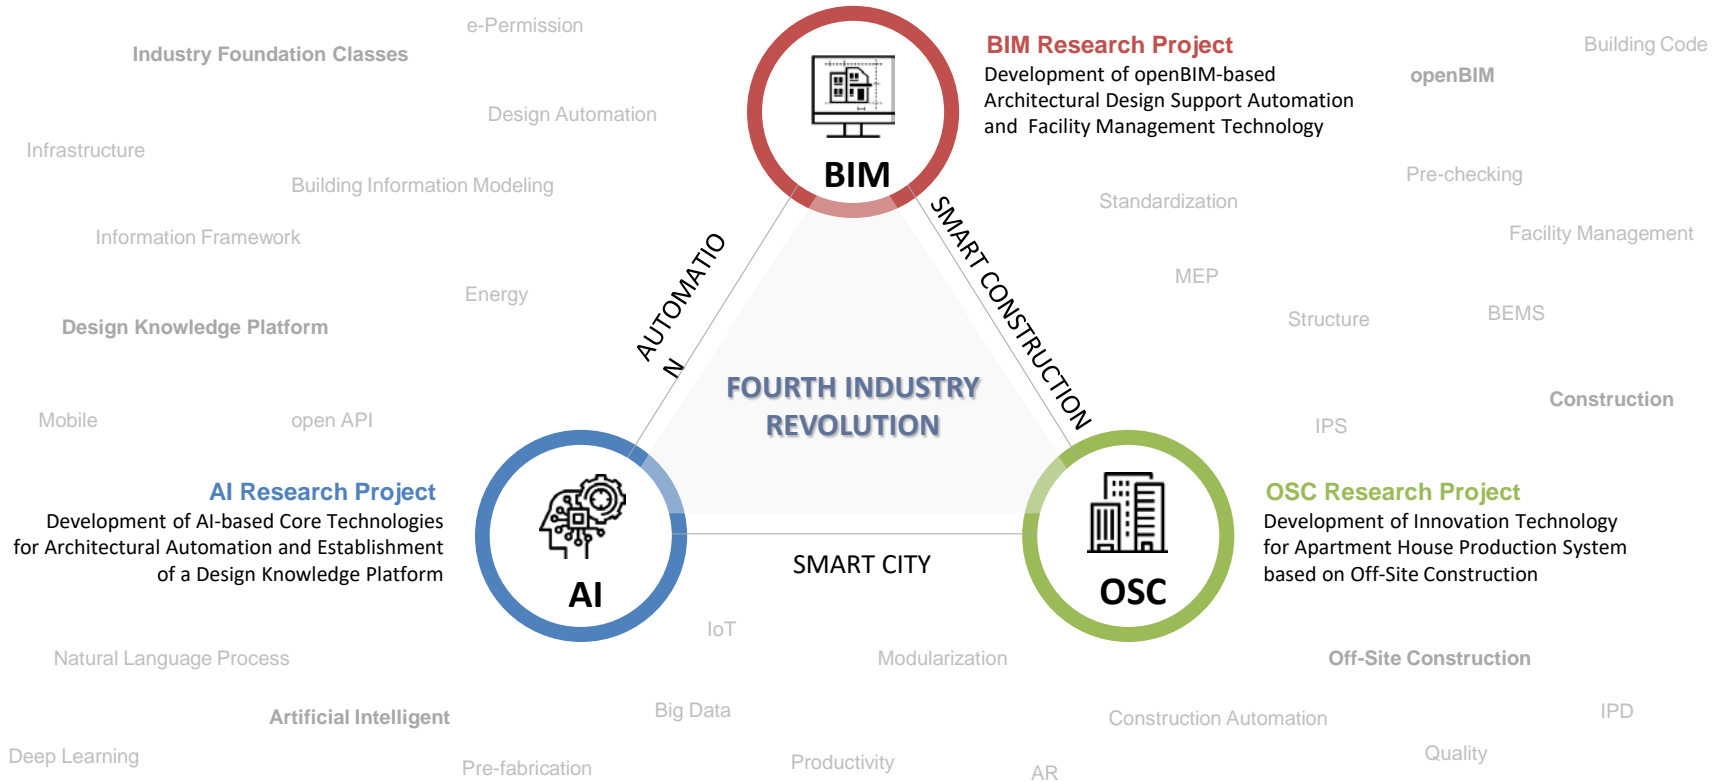 e-Permission
Industry Foundation Classes
BIM Research Project
Development of openBIM-based
Architectural Design Support Automation
and Facility Management Technology
Building Code
openBIM
Design Automation
Infrastructure
Building Information Modeling
BIM
Pre-checking
Standardization
Information Framework
Facility Management
MEP
Energy
AUTOMATIO
N
SMART CONSTRUCTION
Design Knowledge Platform
Structure
BEMS
FOURTH INDUSTRY
REVOLUTION
Construction
Mobile
open API
IPS
AI Research Project
Development of AI-based Core Technologies
for Architectural Automation and Establishment
of a Design Knowledge Platform
AI
SMART CITY
OSC
OSC Research Project
Development of Innovation Technology
for Apartment House Production System
based on Off-Site Construction
IoT
Natural Language Process
Modularization
Off-Site Construction
Artificial Intelligent
Big Data
Construction Automation
IPD
Deep Learning
Pre-fabrication
Productivity
AR
Quality